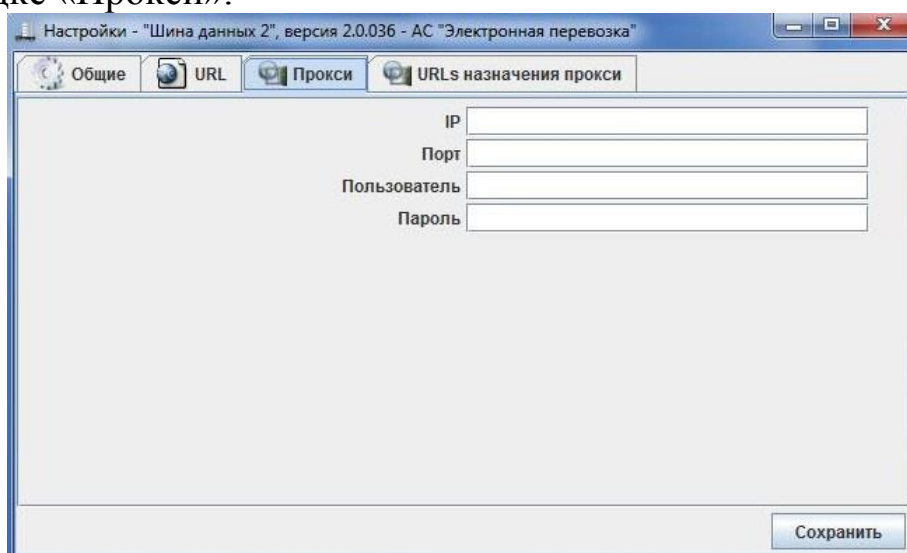 «Прокси».
Настройки - "Шина данных 2", версия 2.0.036 - АС "Электронная перевозка"
Общие URL Прокси URLs назначения прокси
IP
Порт
Пользователь
Пароль
Сохранить